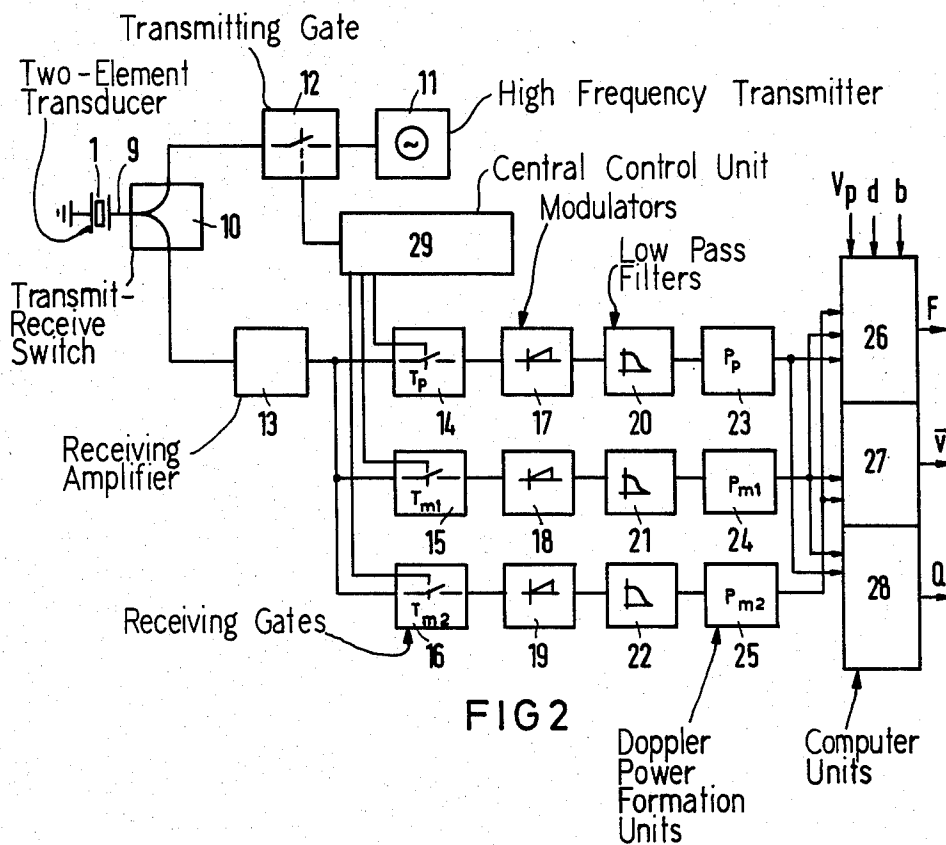 Transmitting Gate
Two-Element
Transducer
12
11
High Frequency Transmitter
1
9
10
Central Control Unit
Modulators
29
Low Pass
Filters
Vp d b
Transmit-
Receive
Switch
26
F
Tp
Pp
13
14
17
20
23
Receiving
Amplifier
27
v̅
Tm1
Pm1
15
18
21
24
28
Q
Tm2
Pm2
Receiving Gates
16
19
22
25
FIG 2
Doppler
Power
Formation
Units
Computer
Units